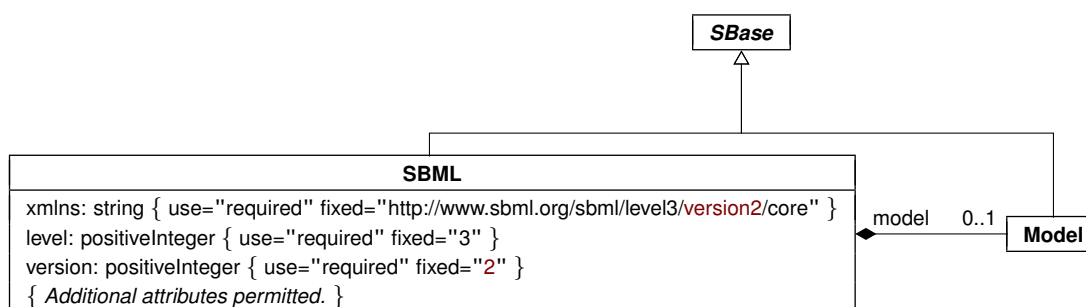 SBase
SBML
xmlns: string { use="required" fixed="http://www.sbml.org/sbml/level3/version2/core" }
level: positiveInteger { use="required" fixed="3" }
version: positiveInteger { use="required" fixed="2" }
{ Additional attributes permitted. }
model 0..1
Model